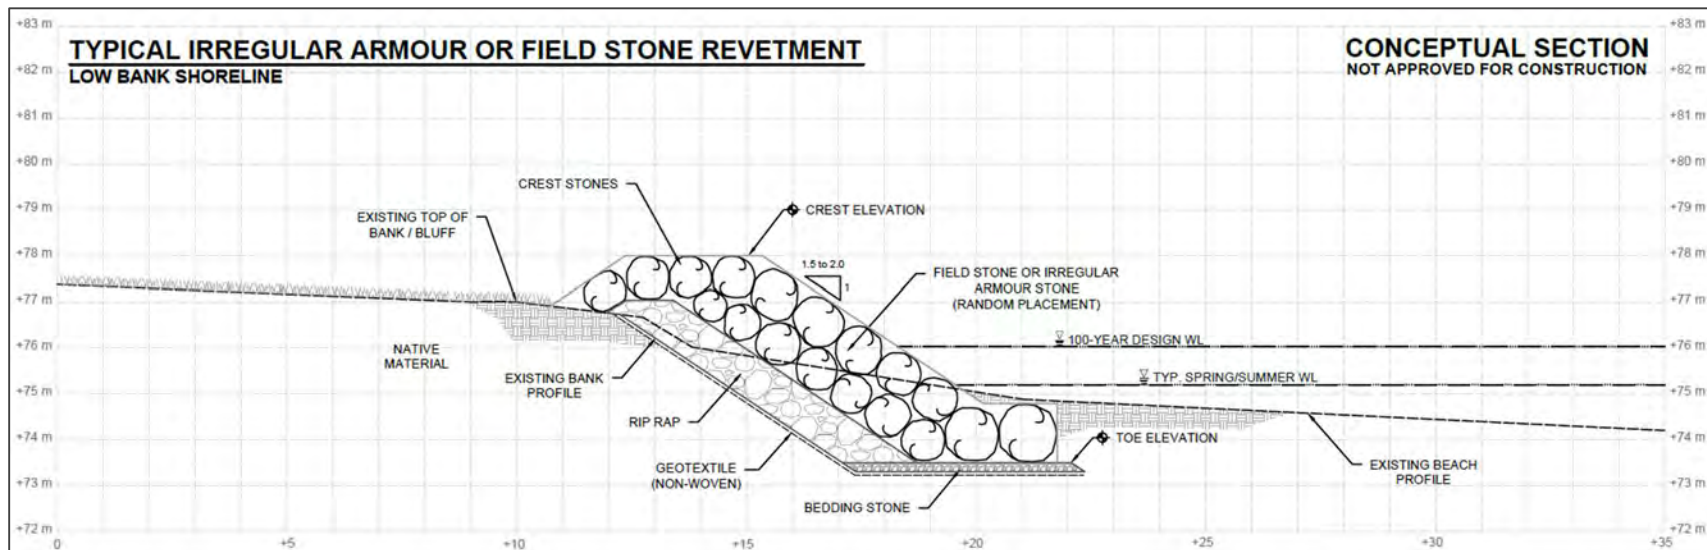 +83 m
+83 m
TYPICAL IRREGULAR ARMOUR OR FIELD STONE REVETMENT
CONCEPTUAL SECTION
LOW BANK SHORELINE
NOT APPROVED FOR CONSTRUCTION
+82 m
+82 m
+81 m
+81 m
+80 m
+80 m
CREST STONES
+79 m
CREST ELEVATION
+79 m
EXISTING TOP OF
BANK / BLUFF
+78 m
+78 m
1.5 to 2.0
1
FIELD STONE OR IRREGULAR
ARMOUR STONE
(RANDOM PLACEMENT)
+77 m
+77 m
+76 m
100-YEAR DESIGN WL
+76 m
NATIVE
MATERIAL
EXISTING BANK
PROFILE
TYP. SPRING/SUMMER WL
+75 m
+75 m
RIP RAP
+74 m
TOE ELEVATION
+74 m
GEOTEXTILE
(NON-WOVEN)
EXISTING BEACH
PROFILE
+73 m
+73 m
BEDDING STONE
+72 m
+72 m
0
+5
+10
+15
+20
+25
+30
+35